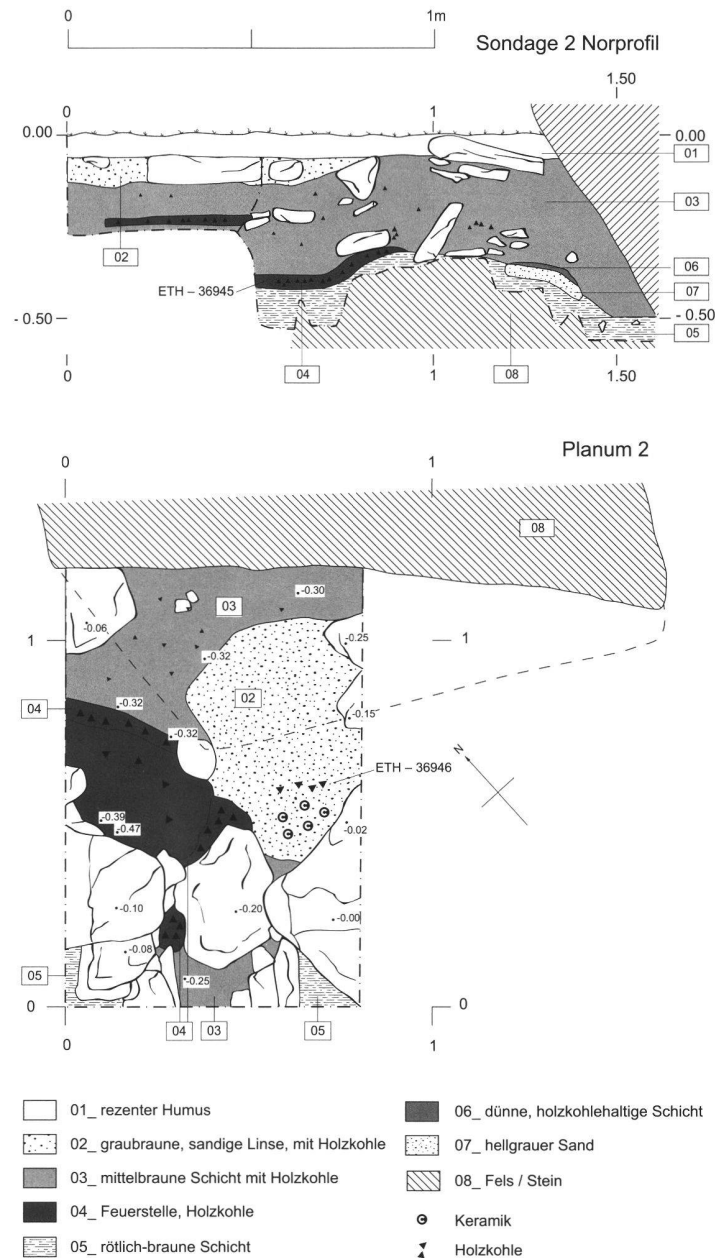 0 1m
Sondage 2 Norprofil
1.50
0 1
0.00 0.00
01
03
02
06
ETH – 36945
07
- 0.50 - 0.50
05
04 08
0 1 1.50
Planum 2
0 1
08
-0.30
03
-0.06
-0.25
1 1
-0.32
02
04
-0.32
-0.15
-0.32
N
ETH – 36946
-0.39
-0.47
-0.02
-0.10
-0.20
-0.00
-0.08
05
-0.25
0 0
04 03 05
0 1
01_ rezenter Humus
02_ graubraune, sandige Linse, mit Holzkohle
03_ mittelbraune Schicht mit Holzkohle
04_ Feuerstelle, Holzkohle
05_ rötlich-braune Schicht
06_ dünne, holzkohlehaltige Schicht
07_ hellgrauer Sand
08_ Fels / Stein
Keramik
Holzkohle